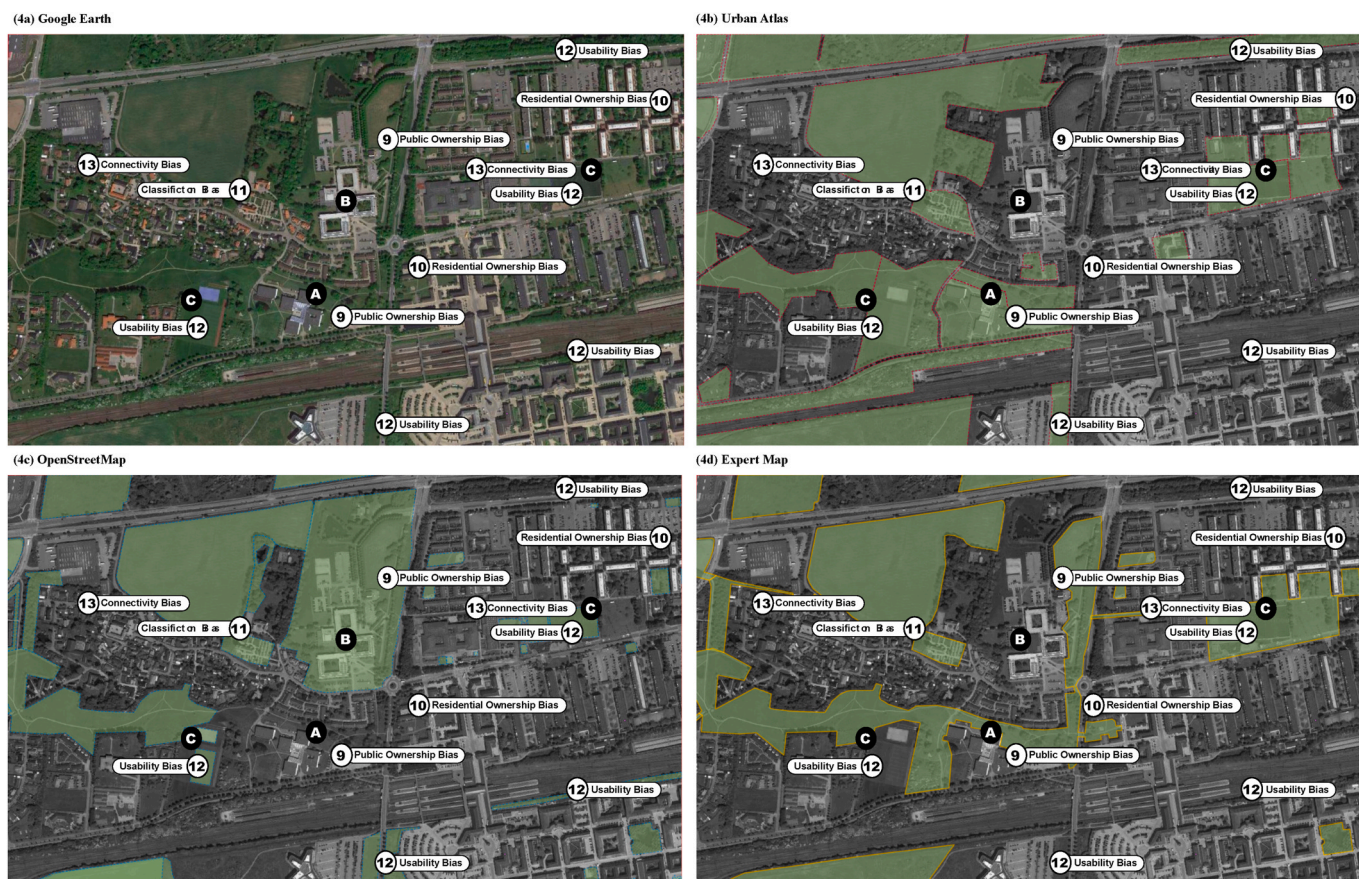 (4a) Google Earth
12 Usability Bias
Residential Ownership Bias 10
9 Public Ownership Bias
13 Connectivity Bias
13 Connectivity Bias C
Classifiction Bias 11
Usability Bias 12
B
10 Residential Ownership Bias
C
A
9 Public Ownership Bias
Usability Bias 12
12 Usability Bias
12 Usability Bias
(4b) Urban Atlas
12 Usability Bias
Residential Ownership Bias 10
9 Public Ownership Bias
13 Connectivity Bias
13 Connectivity Bias C
Classifiction Bias 11
Usability Bias 12
B
10 Residential Ownership Bias
C
A
9 Public Ownership Bias
Usability Bias 12
12 Usability Bias
12 Usability Bias
(4c) OpenStreetMap
12 Usability Bias
Residential Ownership Bias 10
9 Public Ownership Bias
13 Connectivity Bias
13 Connectivity Bias C
Classifiction Bias 11
Usability Bias 12
B
10 Residential Ownership Bias
C
A
9 Public Ownership Bias
Usability Bias 12
12 Usability Bias
12 Usability Bias
(4d) Expert Map
12 Usability Bias
Residential Ownership Bias 10
9 Public Ownership Bias
13 Connectivity Bias
13 Connectivity Bias C
Classifiction Bias 11
Usability Bias 12
B
10 Residential Ownership Bias
C
A
9 Public Ownership Bias
Usability Bias 12
12 Usability Bias
12 Usability Bias